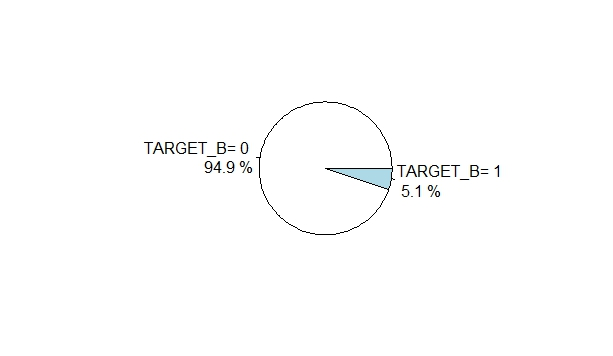 TARGET_B= 0
94.9 %
TARGET_B= 1
5.1 %